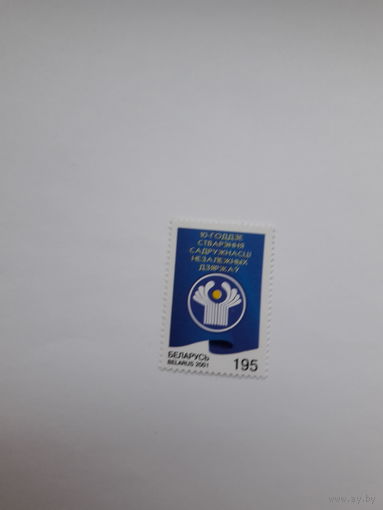 10-ГОДДЗЕ
СТВАРЭННЯ
САДРУЖНАСЦІ
НЕЗАЛЕЖНЫХ
ДЗЯРЖАЎ
БЕЛАРУСЬ
BELARUS 2001
195
www.ay.by